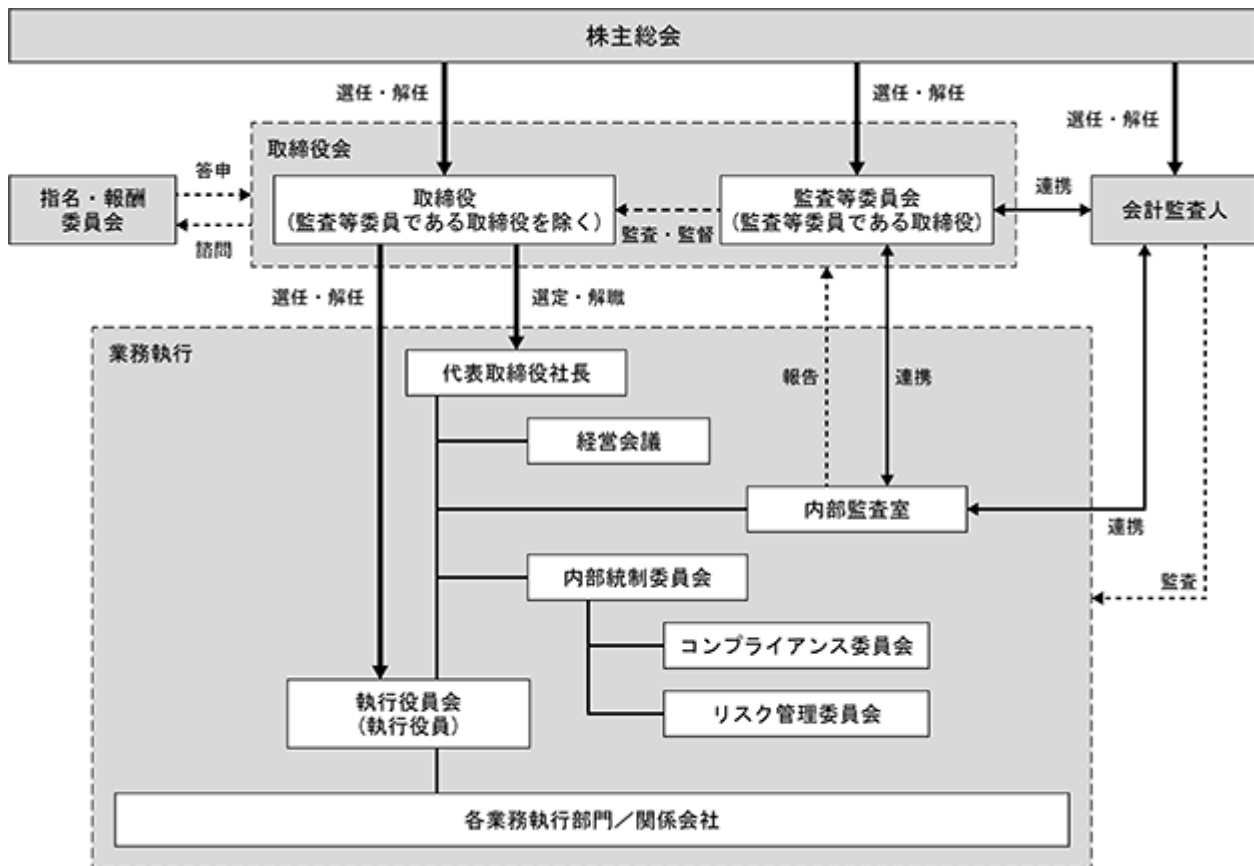 株主総会
選任・解任
選任・解任
選任・解任
取締役会
答申
指名・報酬
委員会
諮問
取締役
(監査等委員である取締役を除く)
監査・監督
監査等委員会
(監査等委員である取締役)
連携
会計監査人
選任・解任
選定・解職
業務執行
代表取締役社長
報告
連携
経営会議
内部監査室
連携
内部統制委員会
監査
コンプライアンス委員会
執行役員会
(執行役員)
リスク管理委員会
各業務執行部門／関係会社